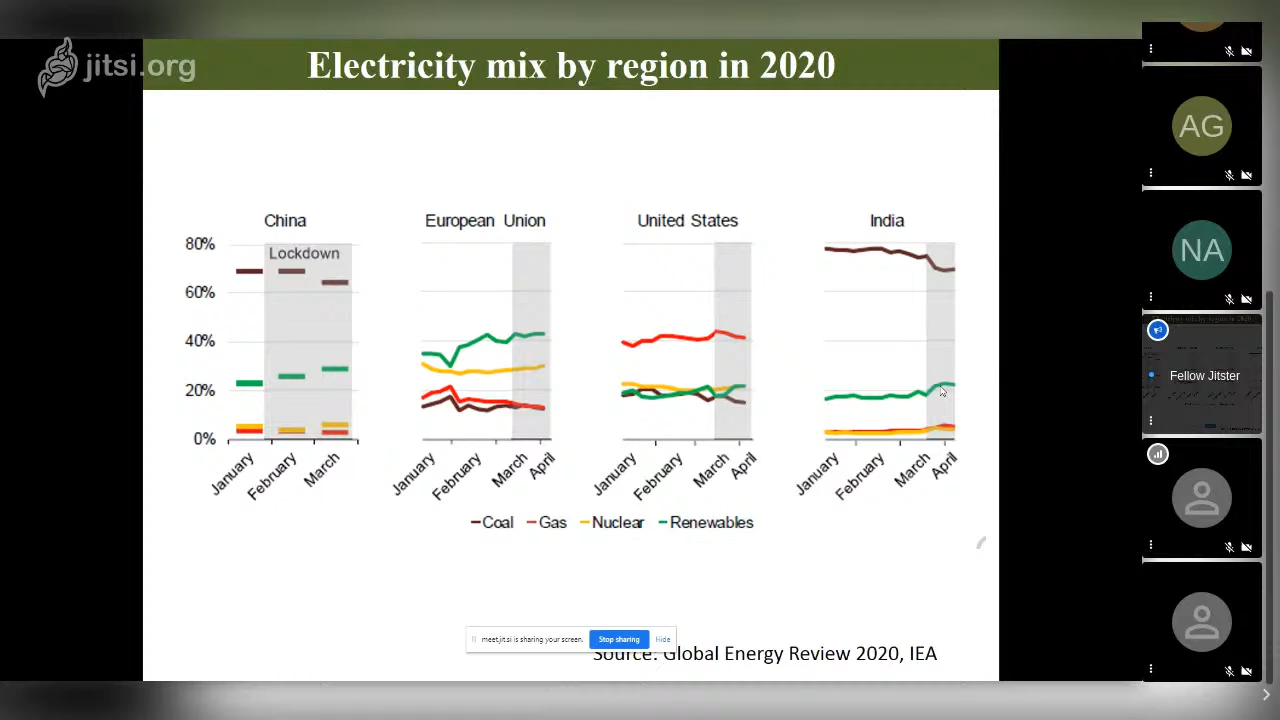 jitsi.org
Electricity mix by region in 2020
China
European Union
United States
India
Lockdown
80%
60%
40%
20%
0%
January
February
March
January
February
March
April
January
February
March
April
January
February
March
April
Coal
Gas
Nuclear
Renewables
meet.jit.si is sharing your screen.
Stop sharing
Hide
Source: Global Energy Review 2020, IEA
AG
NA
Fellow Jitster